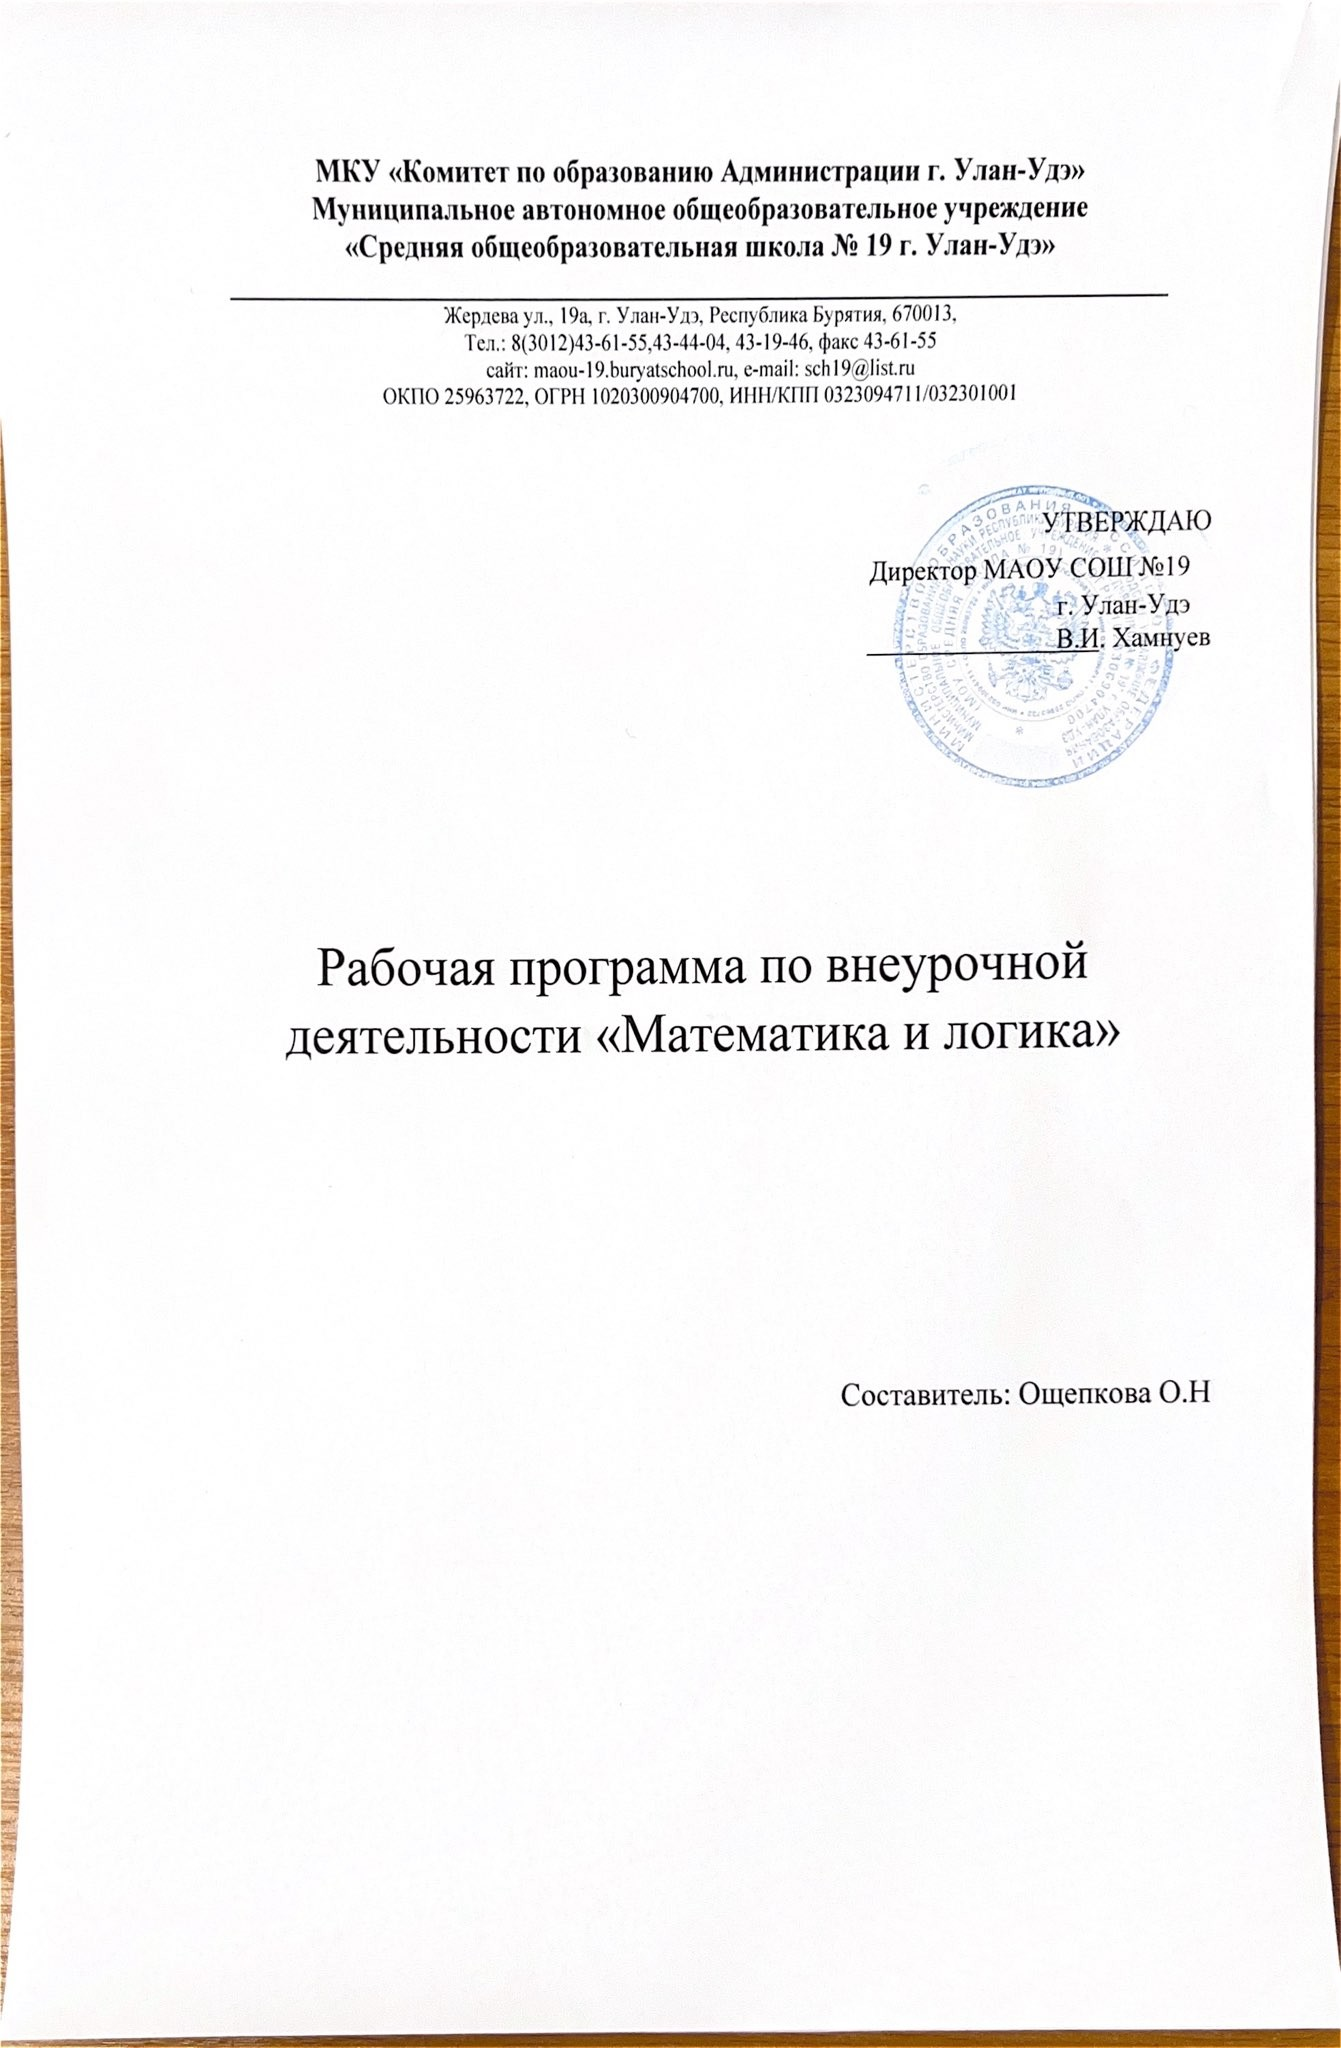 МКУ «Комитет по образованию Администрации г. Улан-Удэ»
Муниципальное автономное общеобразовательное учреждение
«Средняя общеобразовательная школа № 19 г. Улан-Удэ»
Жердева ул., 19а, г. Улан-Удэ, Республика Бурятия, 670013,
Тел.: 8(3012)43-61-55,43-44-04, 43-19-46, факс 43-61-55
сайт: maou-19.buryatschool.ru, e-mail: sch19@list.ru
ОКПО 25963722, ОГРН 1020300904700, ИНН/КПП 0323094711/032301001
УТВЕРЖДАЮ
Директор МАОУ СОШ №19
г. Улан-Удэ
В.И. Хамнуев
Рабочая программа по внеурочной
деятельности «Математика и логика»
Составитель: Ощепкова О.Н